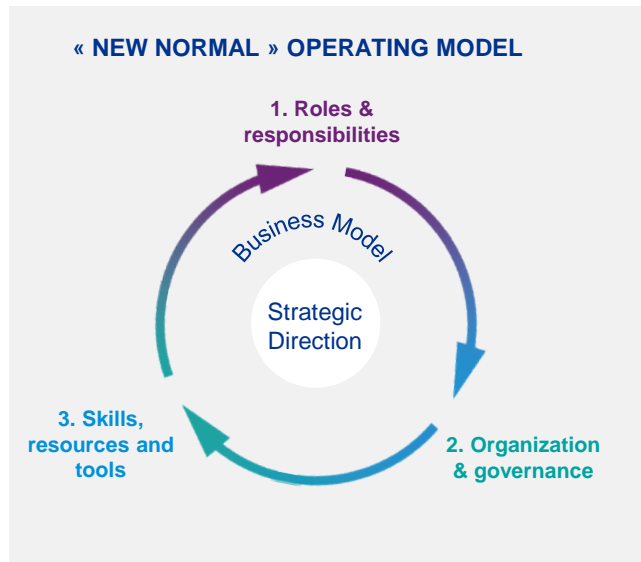 « NEW NORMAL » OPERATING MODEL
1. Roles &
responsibilities
Business Model
Strategic
Direction
3. Skills,
resources and
tools
2. Organization
& governance